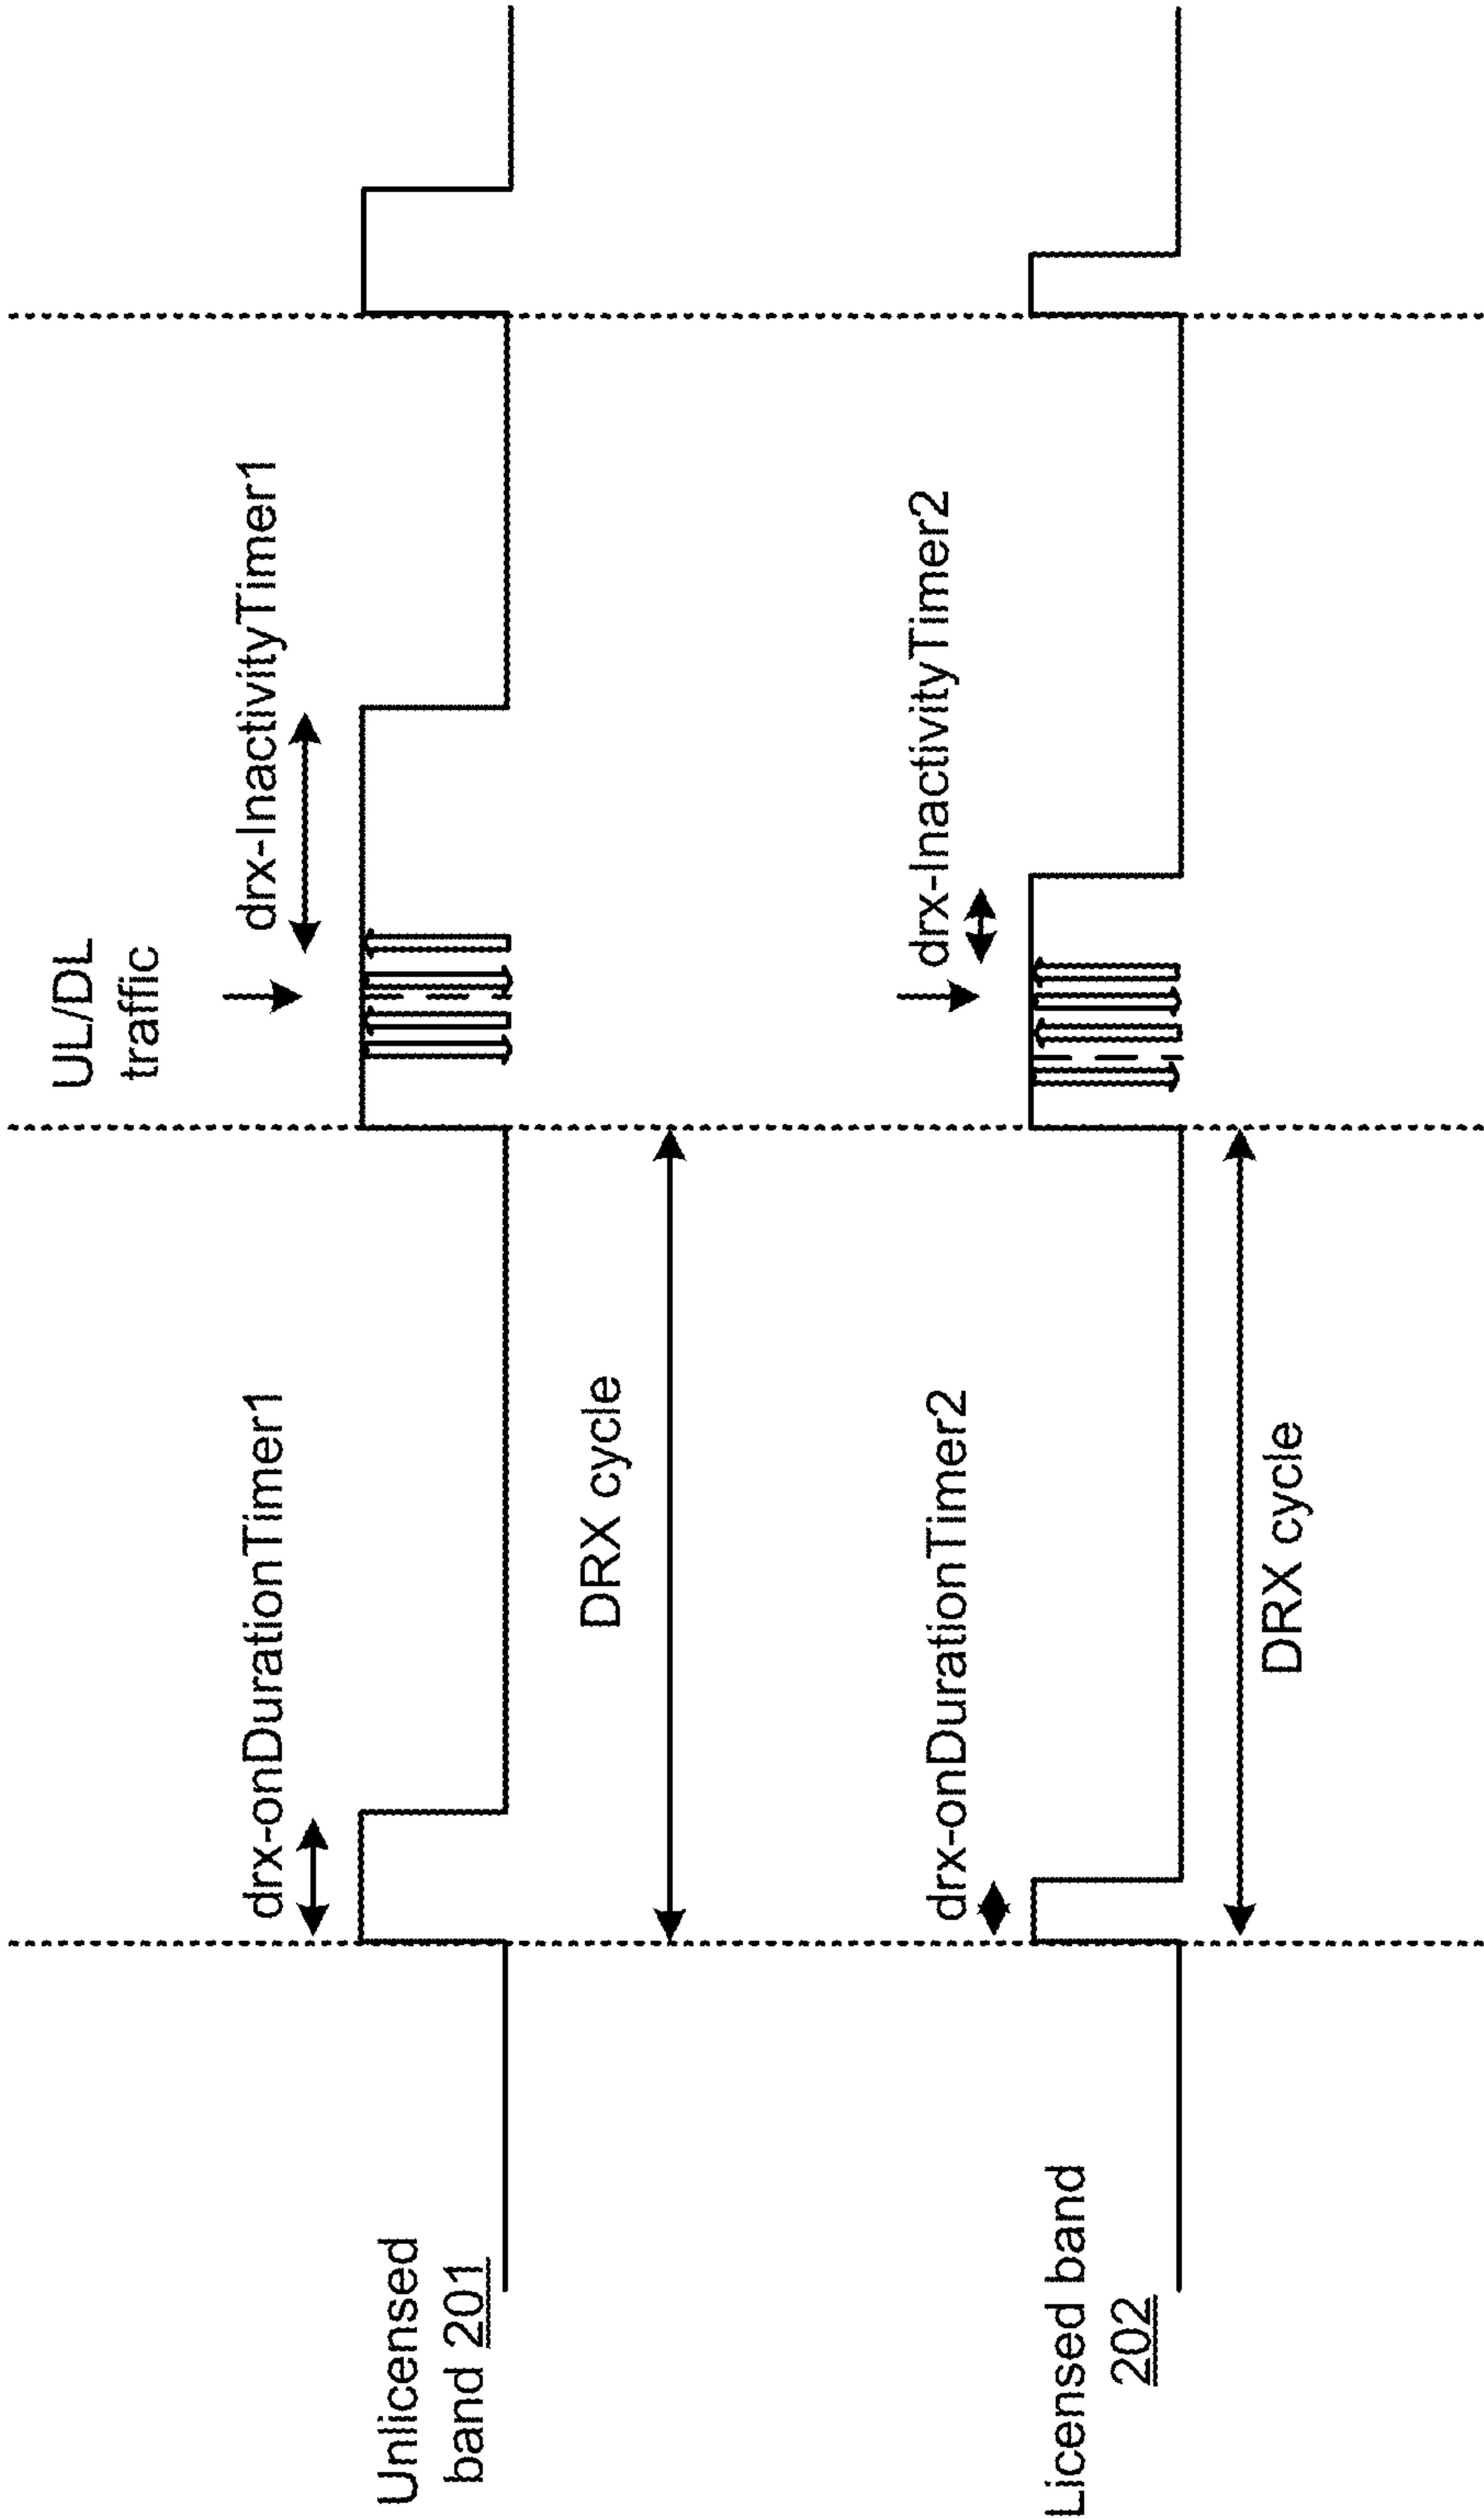 UL/DL
traffic
drx-onDurationTimer1
drx-InactivityTimer1
Unlicensed
band 201
DRX cycle
drx-onDurationTimer2
drx-InactivityTimer2
Licensed band
202
DRX cycle